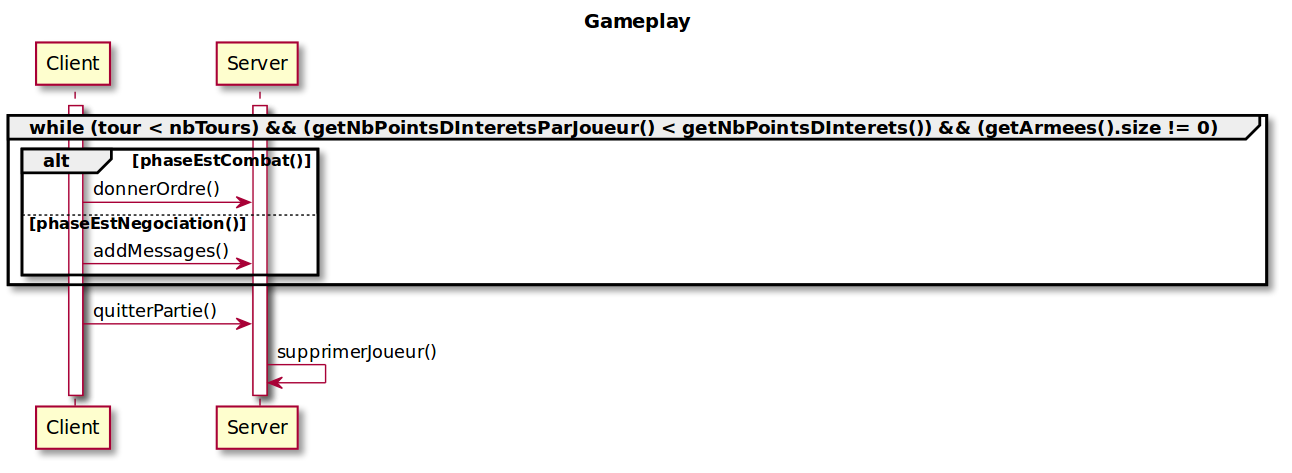 Gameplay
Client
Server
while (tour < nbTours) && (getNbPointsDInteretsParJoueur() < getNbPointsDInterets()) && (getArmees().size != 0)
alt [phaseEstCombat()]
donnerOrdre()
[phaseEstNegociation()]
addMessages()
quitterPartie()
supprimerJoueur()
Client
Server